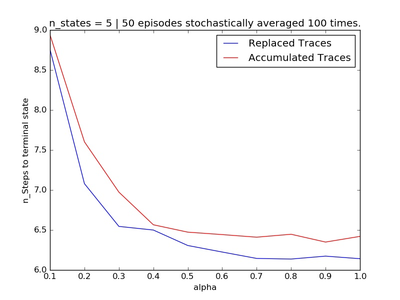 n_states = 5 | 50 episodes stochastically averaged 100 times.
9.0
8.5
8.0
7.5
7.0
6.5
6.0
n_Steps to terminal state
Replaced Traces
Accumulated Traces
0.1 0.2 0.3 0.4 0.5 0.6 0.7 0.8 0.9 1.0
alpha